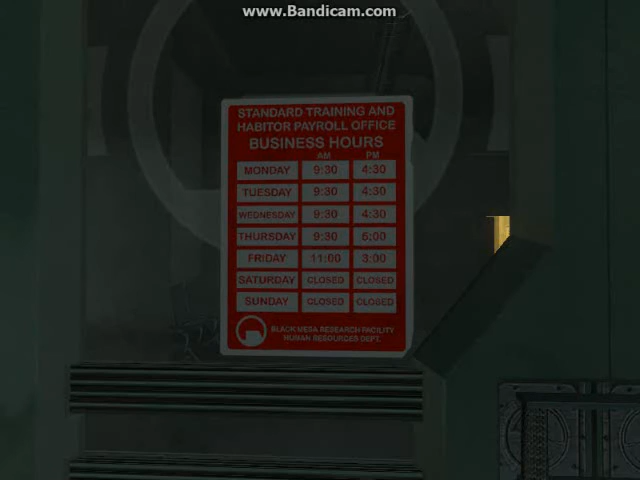 www.Bandicam.com
STANDARD TRAINING AND
HABITOR PAYROLL OFFICE
BUSINESS HOURS
AM PM
MONDAY 9:30 4:30
TUESDAY 9:30 4:30
WEDNESDAY 9:30 4:30
THURSDAY 9:30 5:00
FRIDAY 11:00 3:00
SATURDAY CLOSED CLOSED
SUNDAY CLOSED CLOSED
BLACK MESA RESEARCH FACILITY
HUMAN RESOURCES DEPT.